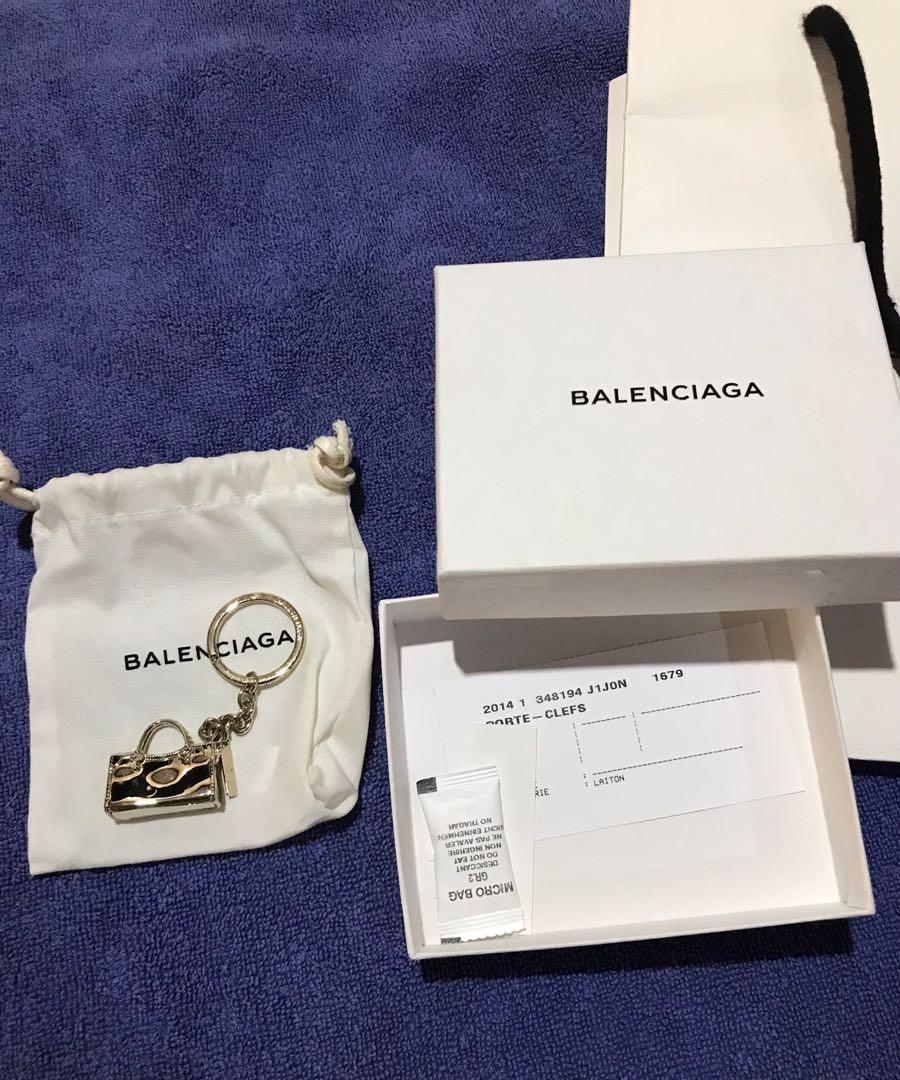 BALENCIAGA
BALENCIAGA
2014 1 348194 J1J0N 1679
PORTE-CLEFS
RIE : LAITON
MICRO BAG
GR.2
DESICCANT
DO NOT EAT
NON INGERIRE
NE PAS AVALER
NICHT EINNEHMEN
NO TRAGAR